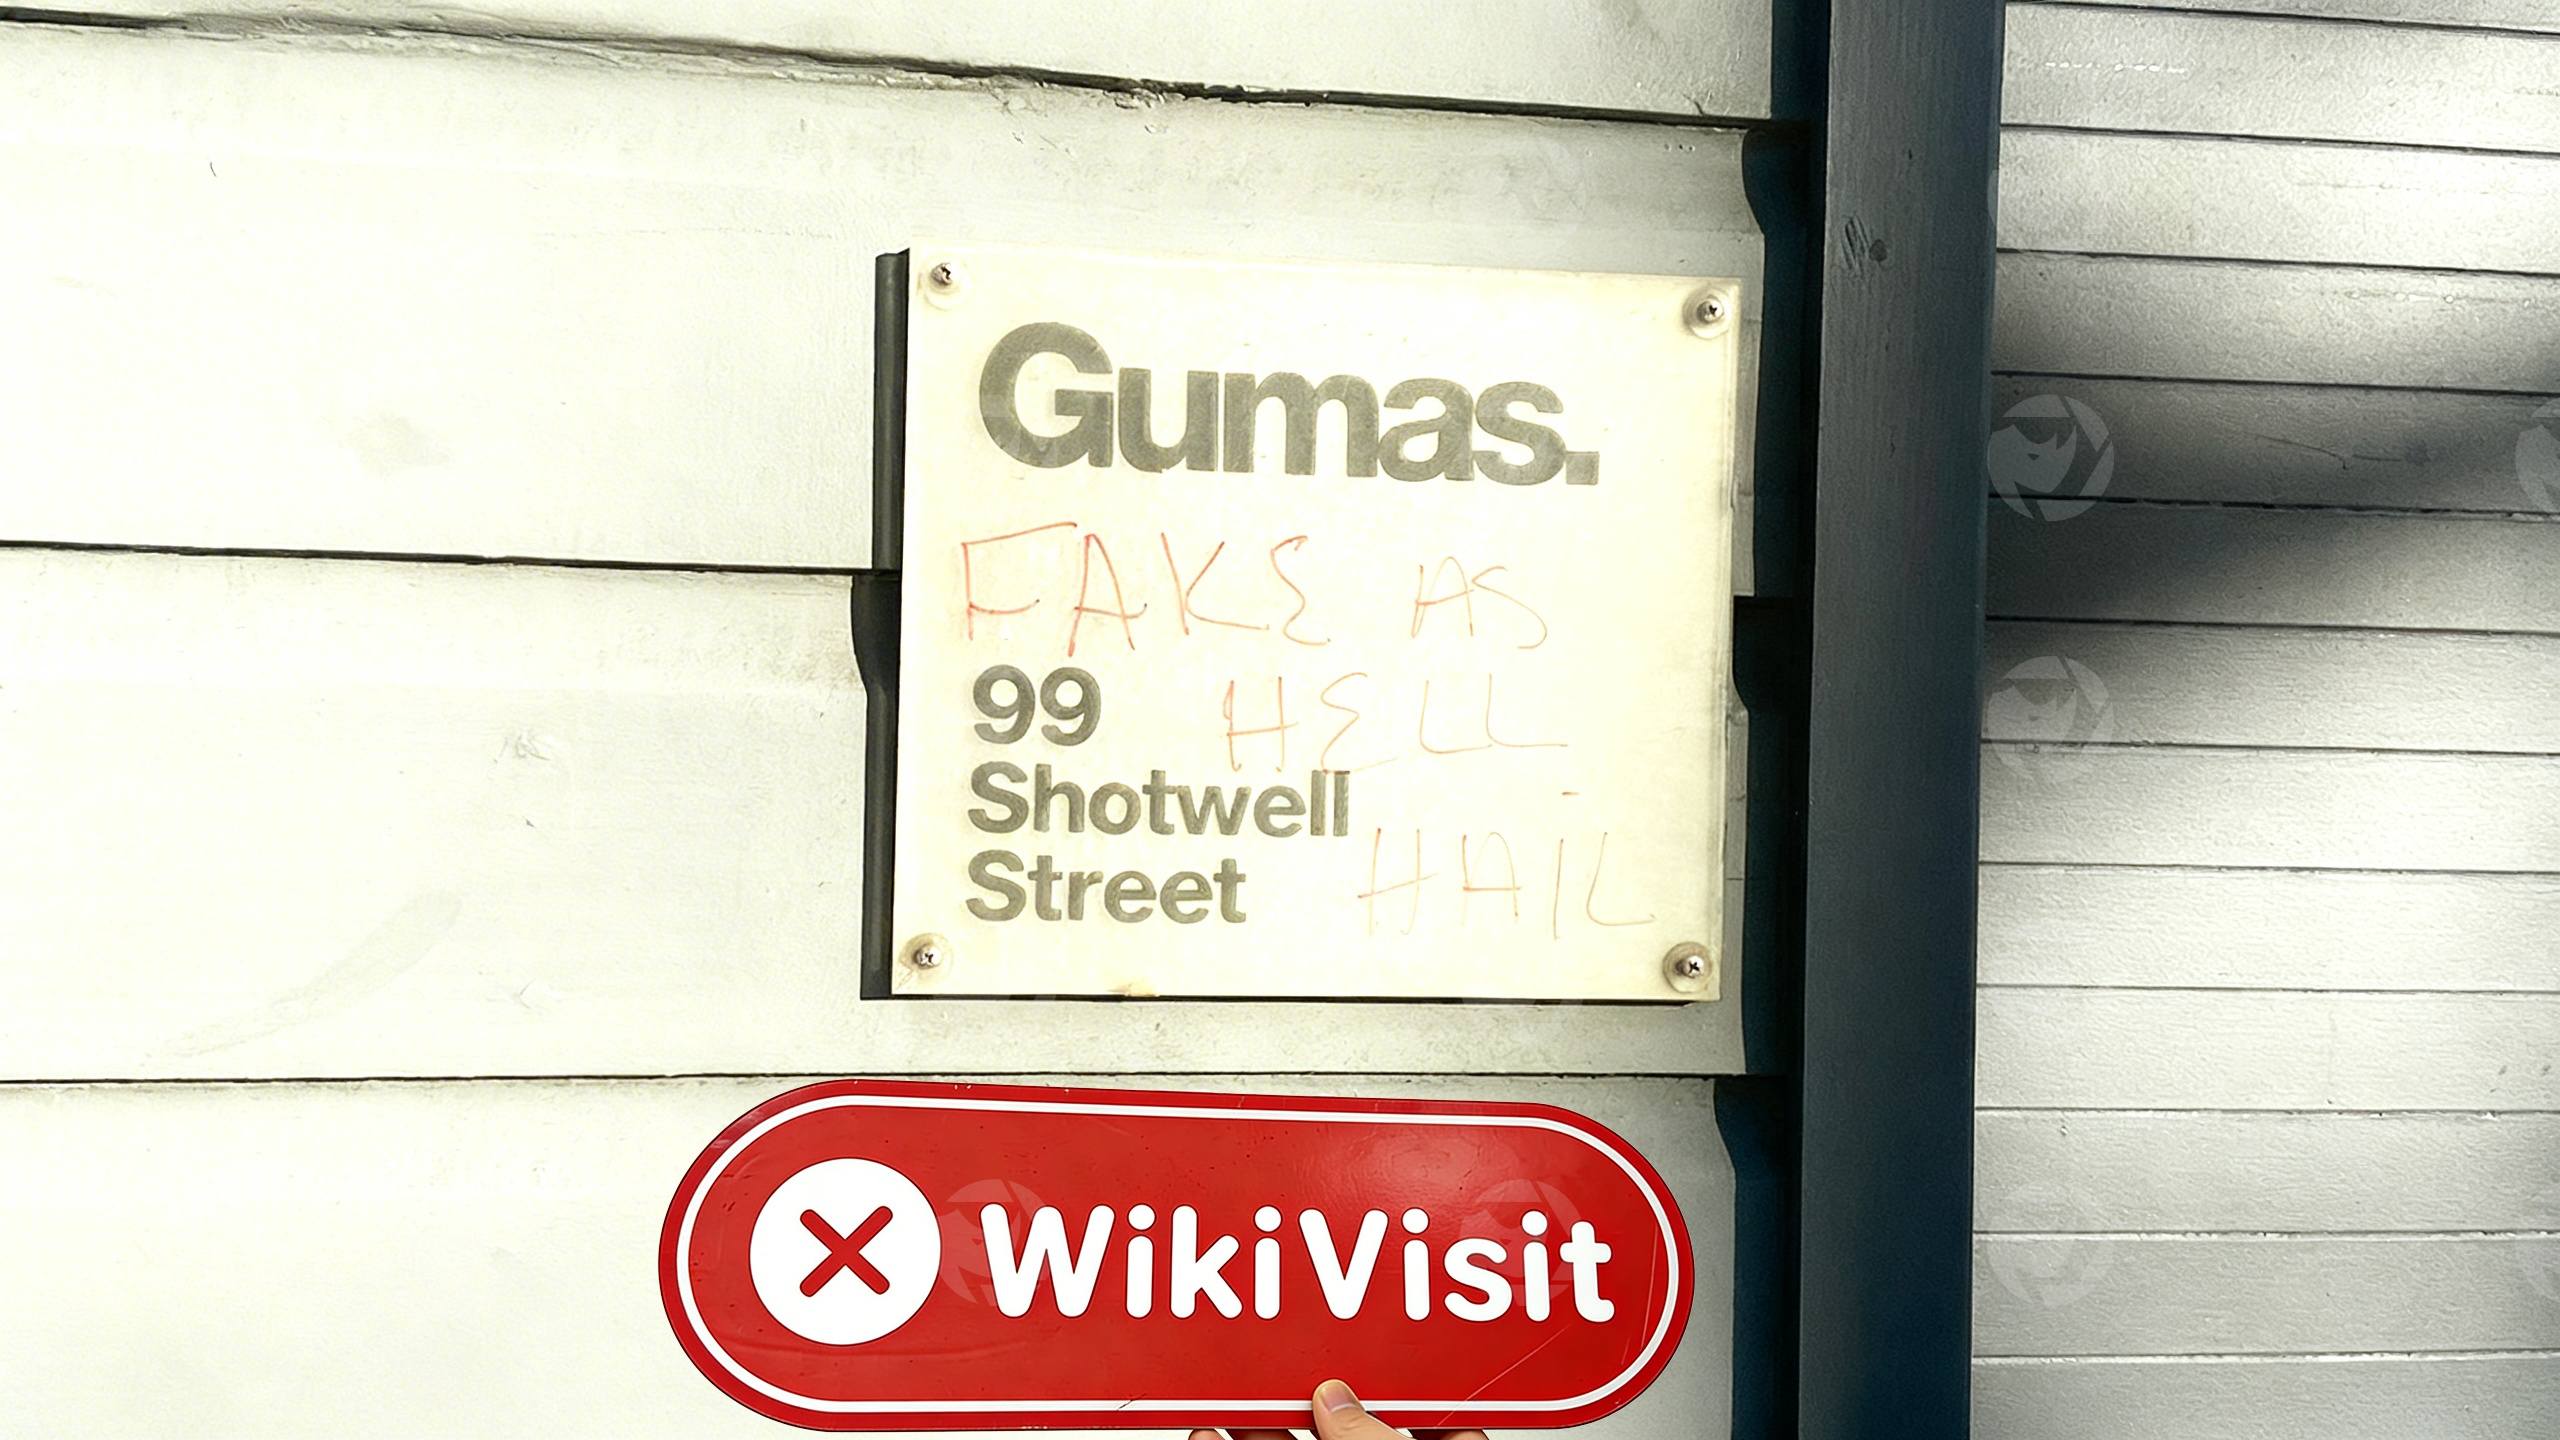 Gumas.
FAKE AS
99 HELL
Shotwell
Street HAIL
WikiVisit